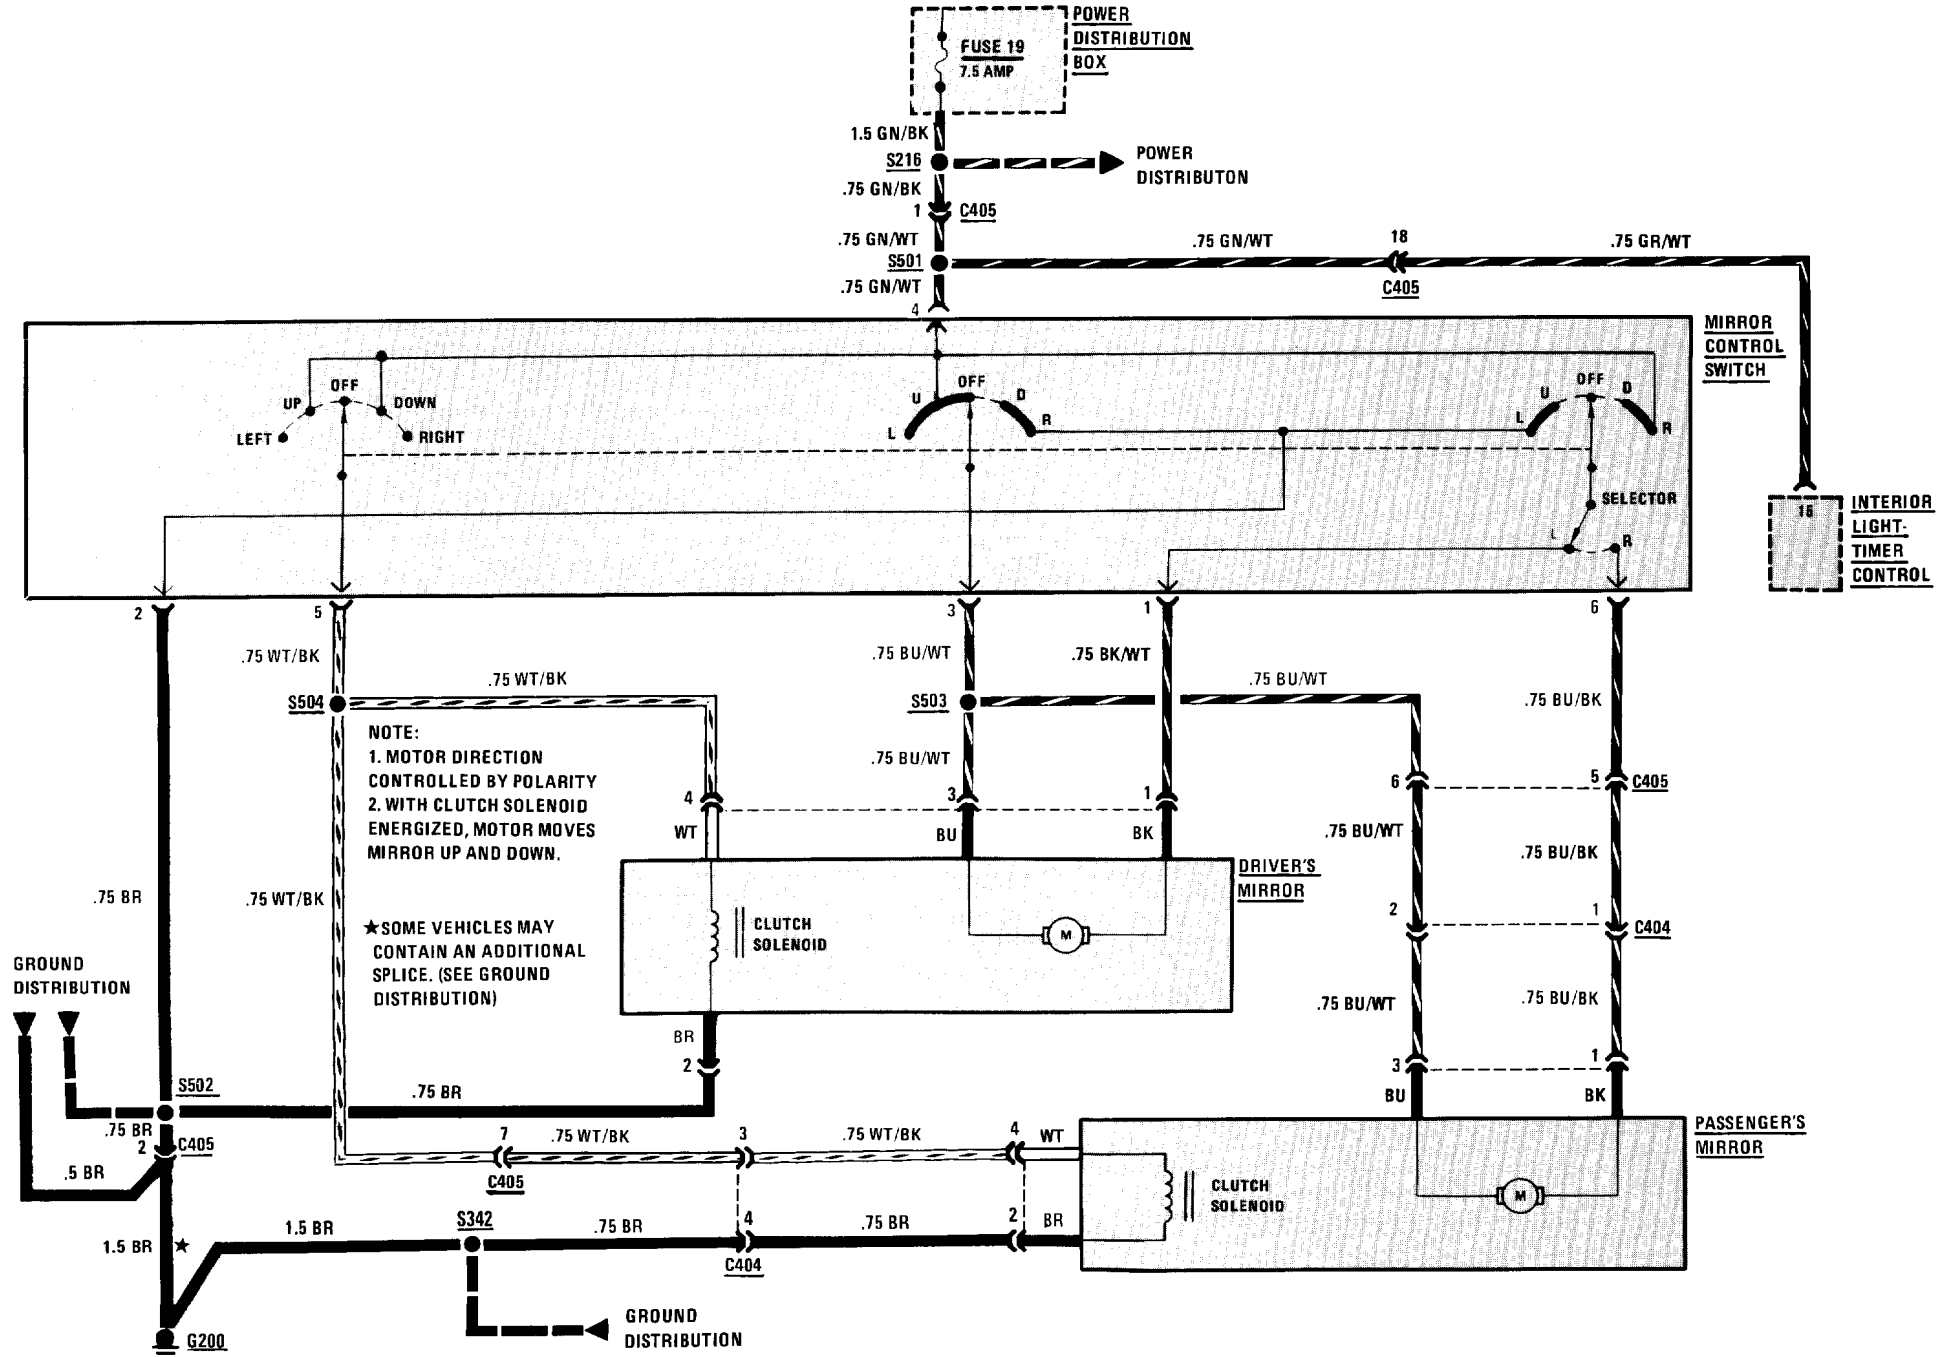 POWER
DISTRIBUTION
BOX
FUSE 19
7.5 AMP
1.5 GN/BK
S216
POWER
DISTRIBUTON
.75 GN/BK
1
C405
.75 GN/WT
S501
.75 GN/WT
18
.75 GR/WT
C405
.75 GN/WT
4
MIRROR
CONTROL
SWITCH
OFF
UP
DOWN
LEFT
RIGHT
OFF
U
D
L
R
OFF
U
D
L
R
SELECTOR
L
R
15
INTERIOR
LIGHT-
TIMER
CONTROL
2
5
3
1
6
.75 WT/BK
.75 WT/BK
S504
.75 BU/WT
.75 BK/WT
S503
.75 BU/WT
.75 BU/BK
NOTE:
1. MOTOR DIRECTION
CONTROLLED BY POLARITY
2. WITH CLUTCH SOLENOID
ENERGIZED, MOTOR MOVES
MIRROR UP AND DOWN.
.75 BU/WT
4
3
1
6
5
C405
WT
BU
BK
.75 BU/WT
.75 BU/BK
DRIVER'S
MIRROR
.75 BR
.75 WT/BK
★SOME VEHICLES MAY
CONTAIN AN ADDITIONAL
SPLICE. (SEE GROUND
DISTRIBUTION)
CLUTCH
SOLENOID
M
2
1
C404
GROUND
DISTRIBUTION
.75 BU/WT
.75 BU/BK
BR
2
3
1
BU
BK
S502
.75 BR
.75 BR
2
C405
.5 BR
7
.75 WT/BK
3
.75 WT/BK
4
WT
C405
PASSENGER'S
MIRROR
CLUTCH
SOLENOID
M
1.5 BR
★
1.5 BR
S342
.75 BR
4
.75 BR
2
BR
C404
GROUND
DISTRIBUTION
G200